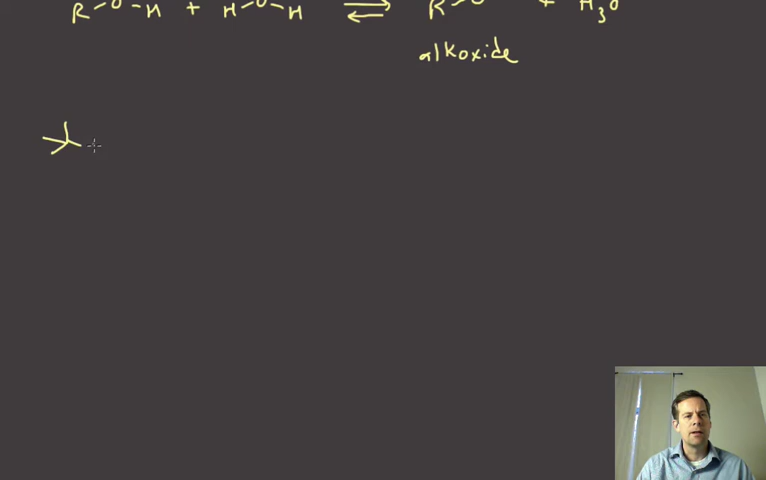 R-O-H + H-O-H ⇌ R-O + H₃O
alkoxide